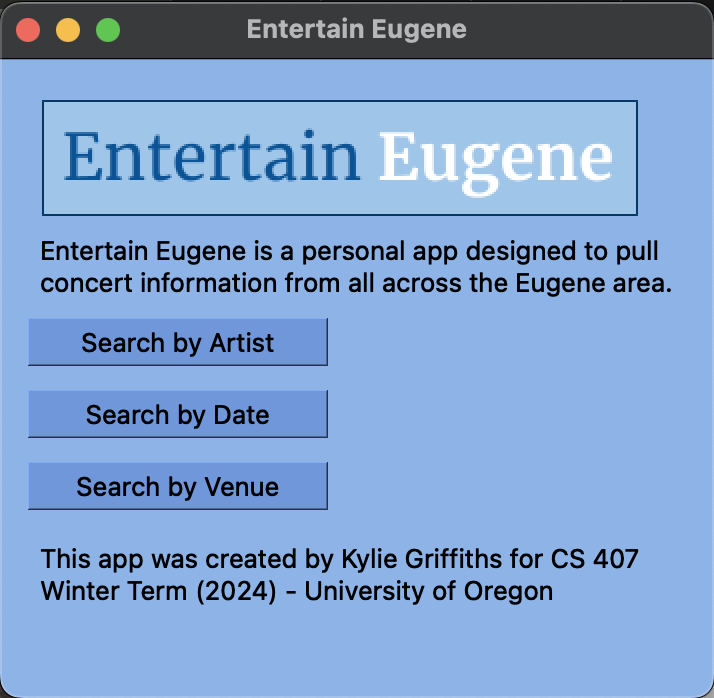 Entertain Eugene
Entertain Eugene
Entertain Eugene is a personal app designed to pull
concert information from all across the Eugene area.
Search by Artist
Search by Date
Search by Venue
This app was created by Kylie Griffiths for CS 407
Winter Term (2024) - University of Oregon